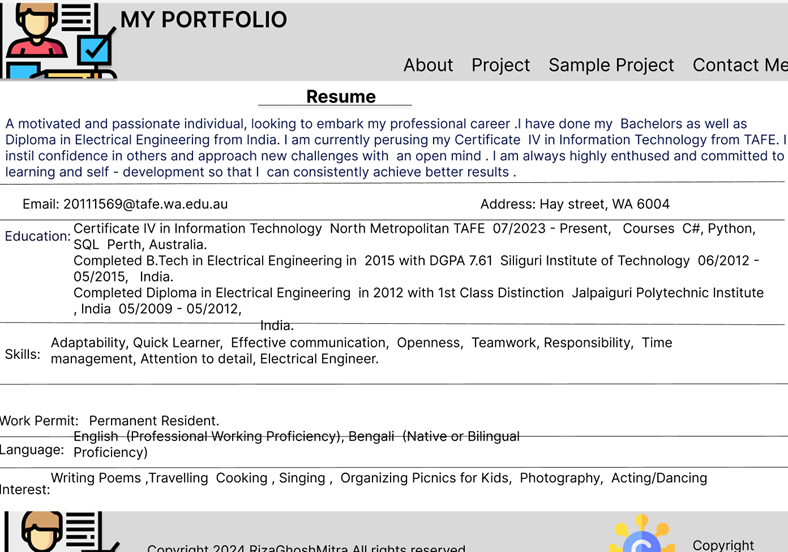 MY PORTFOLIO
About Project Sample Project Contact Me
Resume
A motivated and passionate individual, looking to embark my professional career .I have done my Bachelors as well as
Diploma in Electrical Engineering from India. I am currently perusing my Certificate IV in Information Technology from TAFE. I
instil confidence in others and approach new challenges with an open mind . I am always highly enthused and committed to
learning and self - development so that I can consistently achieve better results .
Email: 20111569@tafe.wa.edu.au Address: Hay street, WA 6004
Education: Certificate IV in Information Technology North Metropolitan TAFE 07/2023 - Present, Courses C#, Python,
SQL Perth, Australia.
Completed B.Tech in Electrical Engineering in 2015 with DGPA 7.61 Siliguri Institute of Technology 06/2012 -
05/2015, India.
Completed Diploma in Electrical Engineering in 2012 with 1st Class Distinction Jalpaiguri Polytechnic Institute
, India 05/2009 - 05/2012,
India.
Skills: Adaptability, Quick Learner, Effective communication, Openness, Teamwork, Responsibility, Time
management, Attention to detail, Electrical Engineer.
Work Permit: Permanent Resident.
Language: English (Professional Working Proficiency), Bengali (Native or Bilingual
Proficiency)
Interest: Writing Poems ,Travelling Cooking , Singing , Organizing Picnics for Kids, Photography, Acting/Dancing
Copyright 2024 RizaGhoshMitra All rights reserved
C Copyright